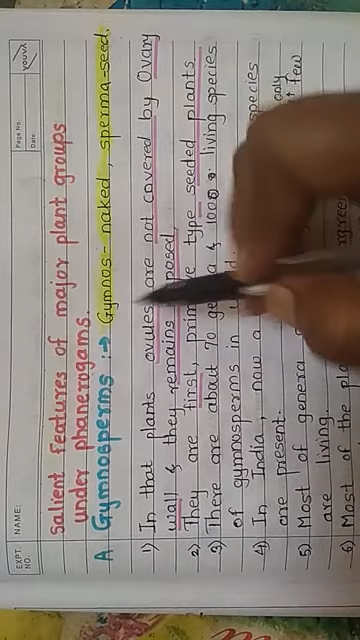 EXPT. NO.
NAME:
Page No.
Date
YOUVA
Salient features of major plant groups
under phanerogams
A Gymnosperms :→ Gymnos - naked, sperma-seed.
1) In that plants ovules are not covered by Ovary
wall & they remains
2) They are first, type seeded plants
3) There are about 70 & 1000 living species
of gymnosperms in
4) In India, now a species
are present. only
5) Most of genera few
are living.
6) Most of the